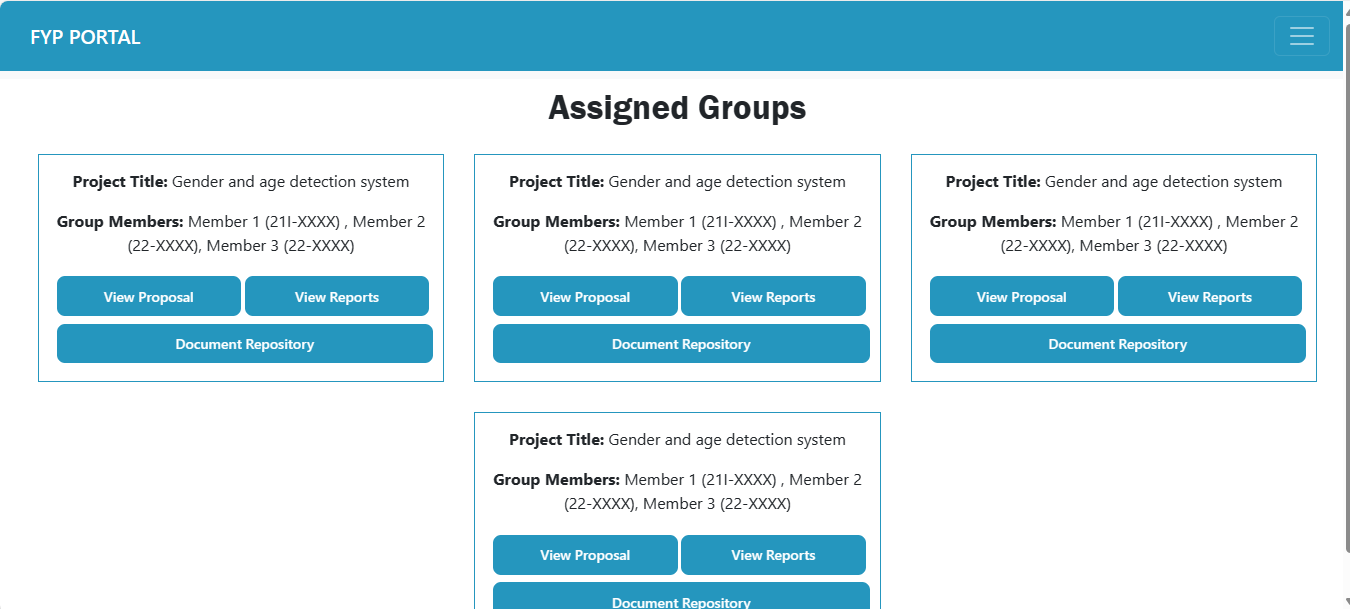 FYP PORTAL
Assigned Groups
Project Title: Gender and age detection system
Group Members: Member 1 (21I-XXXX) , Member 2
(22-XXXX), Member 3 (22-XXXX)
View Proposal
View Reports
Document Repository
Project Title: Gender and age detection system
Group Members: Member 1 (21I-XXXX) , Member 2
(22-XXXX), Member 3 (22-XXXX)
View Proposal
View Reports
Document Repository
Project Title: Gender and age detection system
Group Members: Member 1 (21I-XXXX) , Member 2
(22-XXXX), Member 3 (22-XXXX)
View Proposal
View Reports
Document Repository
Project Title: Gender and age detection system
Group Members: Member 1 (21I-XXXX) , Member 2
(22-XXXX), Member 3 (22-XXXX)
View Proposal
View Reports
Document Repository